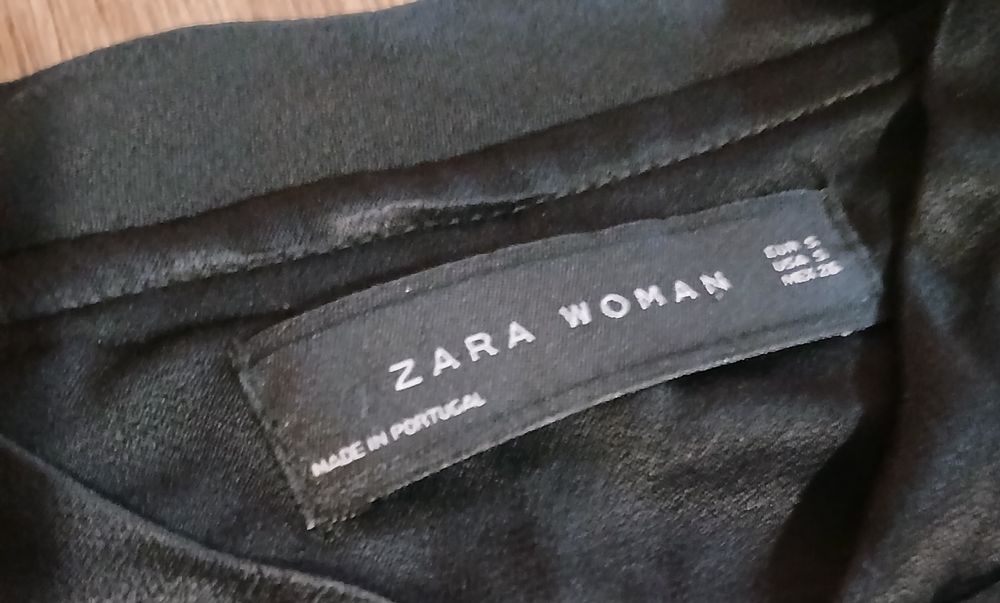 ZARA WOMAN
EUR S
USA S
MEX 26
MADE IN PORTUGAL